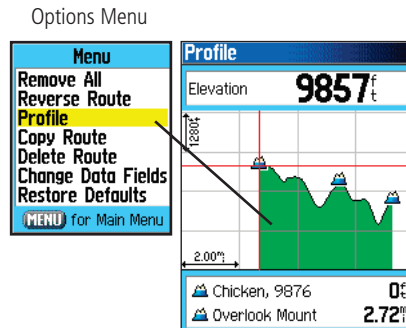 Options Menu
Menu
Remove All
Reverse Route
Profile
Copy Route
Delete Route
Change Data Fields
Restore Defaults
MENU for Main Menu
Profile
Elevation 9857ft
1280ft
2.00mi
Chicken, 9876 0ft
Overlook Mount 2.72mi